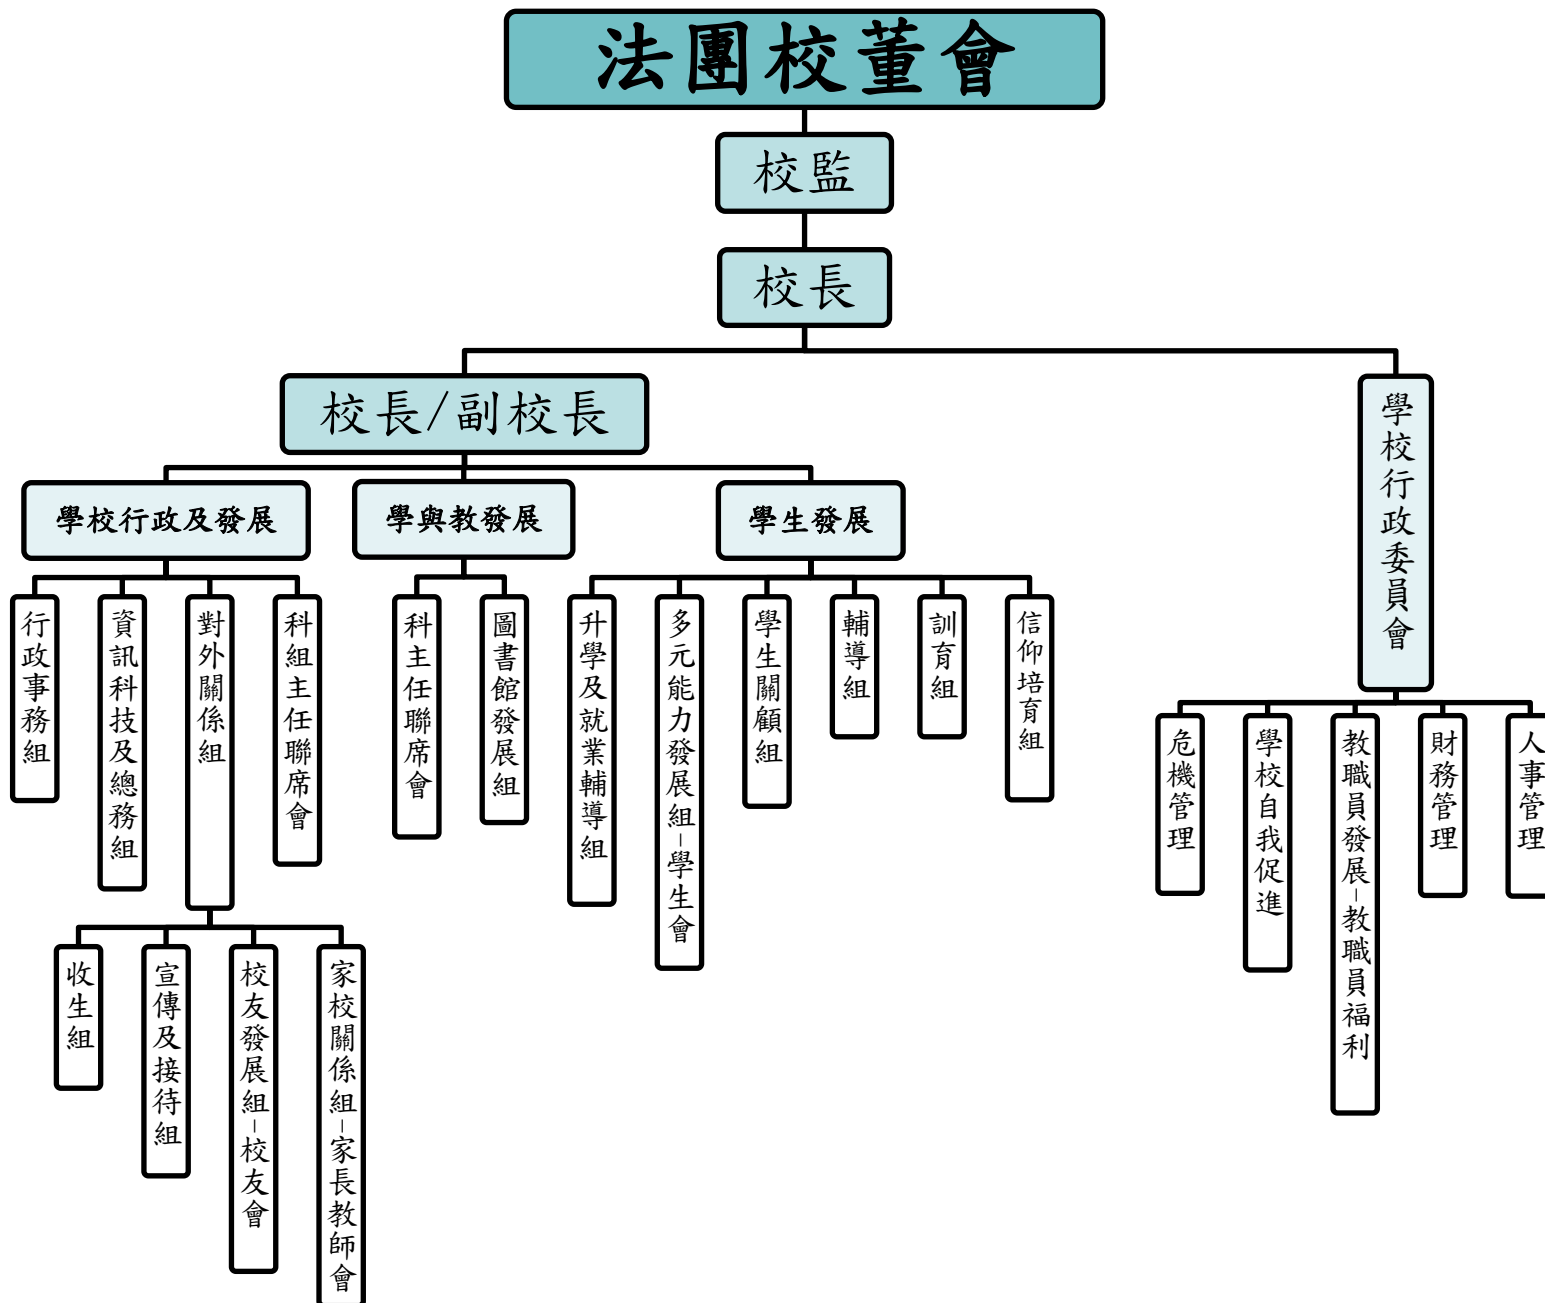 法團校董會
校監
校長
校長/副校長
學校行政委員會
學校行政及發展
學與教發展
學生發展
行政事務組
資訊科技及總務組
對外關係組
科組主任聯席會
科主任聯席會
圖書館發展組
升學及就業輔導組
多元能力發展組-學生會
學生關顧組
輔導組
訓育組
信仰培育組
危機管理
學校自我促進
教職員發展-教職員福利
財務管理
人事管理
收生組
宣傳及接待組
校友發展組-校友會
家校關係組-家長教師會